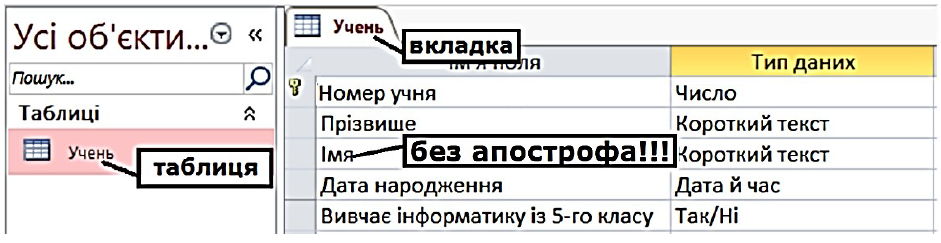 Усі об'єкти... «
Пошук...
Таблиці
Учень
таблиця
Учень
вкладка
Ім'я поля Тип даних
Номер учня Число
Прізвище Короткий текст
Імя без апострофа!!! Короткий текст
Дата народження Дата й час
Вивчає інформатику із 5-го класу Так/Ні